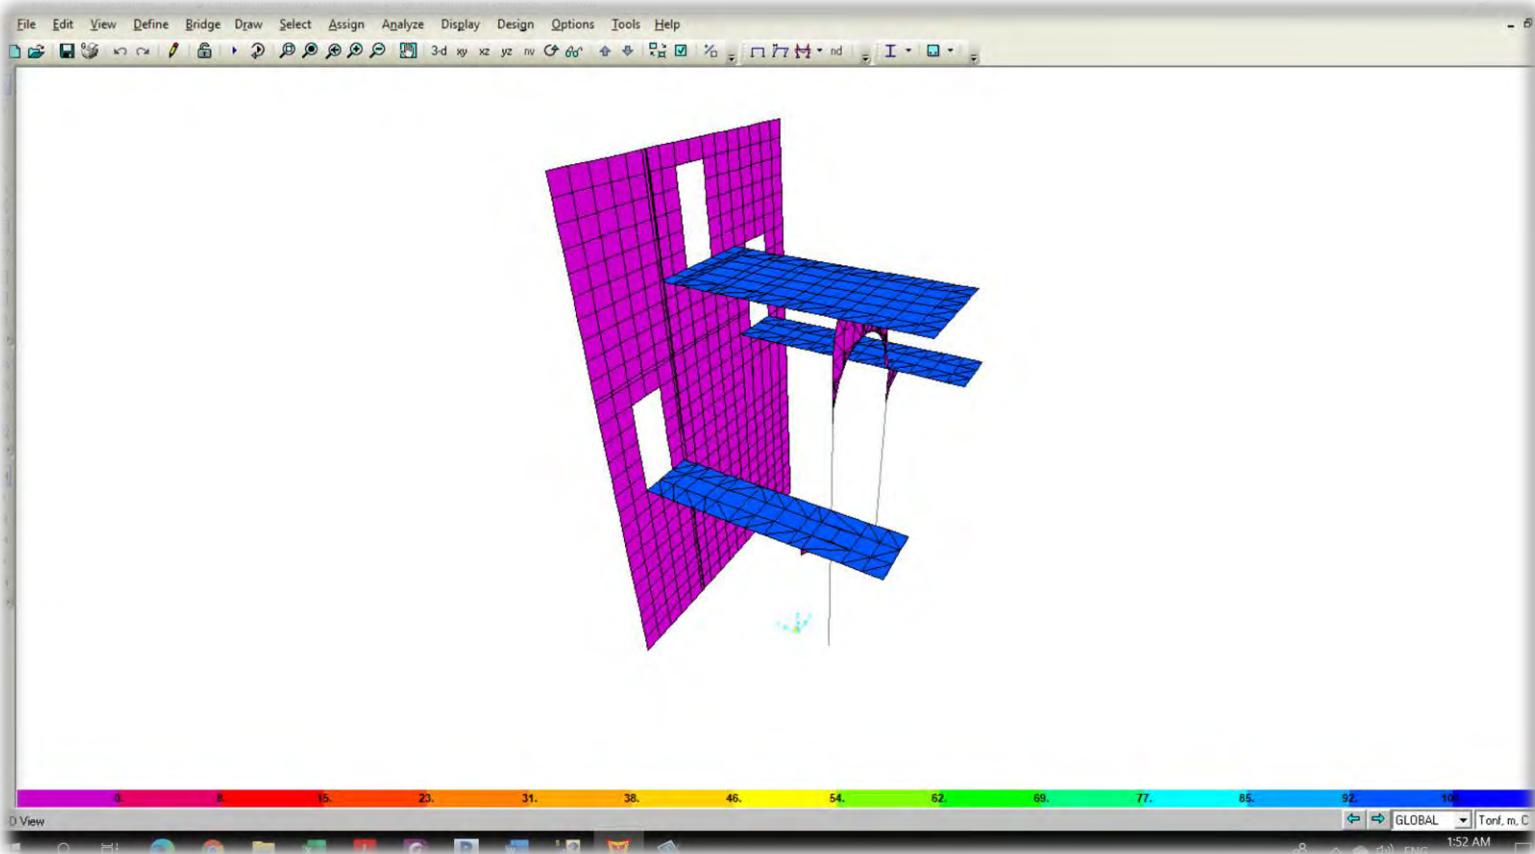 File Edit View Define Bridge Draw Select Assign Analyze Display Design Options Tools Help
3-d xy xz yz nv nd
0. 8. 15. 23. 31. 38. 46. 54. 62. 69. 77. 85. 92.
D View GLOBAL Tonf, m, C
ENG 1:52 AM